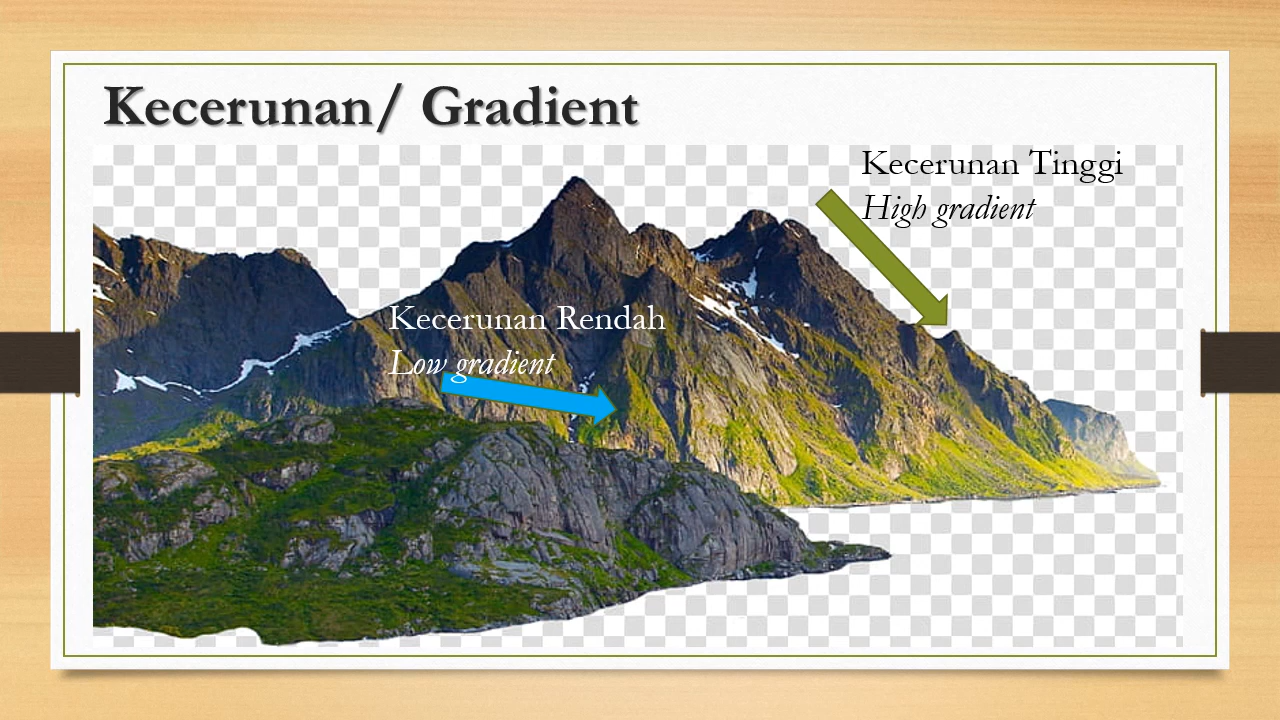 Kecerunan/ Gradient
Kecerunan Tinggi
High gradient
Kecerunan Rendah
Low gradient